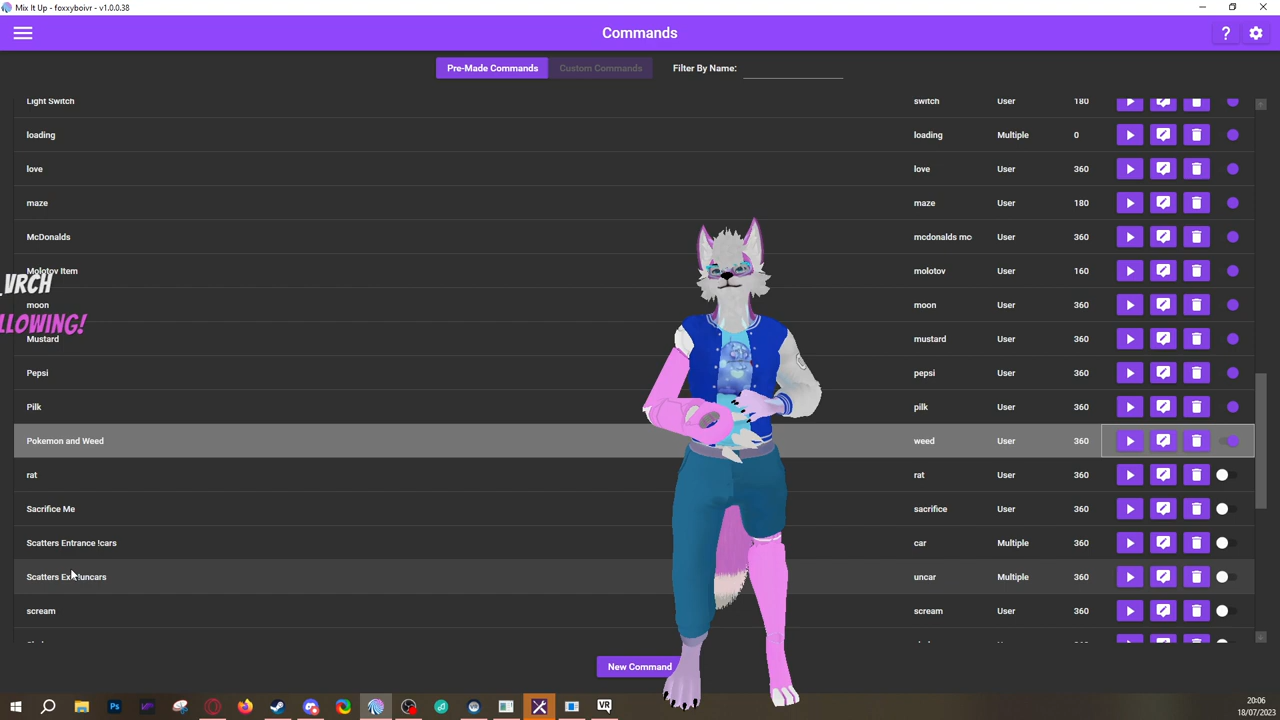 Mix It Up - foxxyboivr - v1.0.0.38
Commands
?
Pre-Made Commands Custom Commands Filter By Name:
Light Switch switch User 180
loading loading Multiple 0
love love User 360
maze maze User 180
McDonalds mcdonalds mc User 360
Molotov Item molotov User 160
_VRCH
moon moon User 360
LLOWING!
Mustard mustard User 360
Pepsi pepsi User 360
Pilk pilk User 360
Pokemon and Weed weed User 360
rat rat User 360
Sacrifice Me sacrifice User 360
Scatters Entrance !cars car Multiple 360
Scatters Exit !uncars uncar Multiple 360
scream scream User 360
New Command
Ps
VR
20:06
18/07/2023